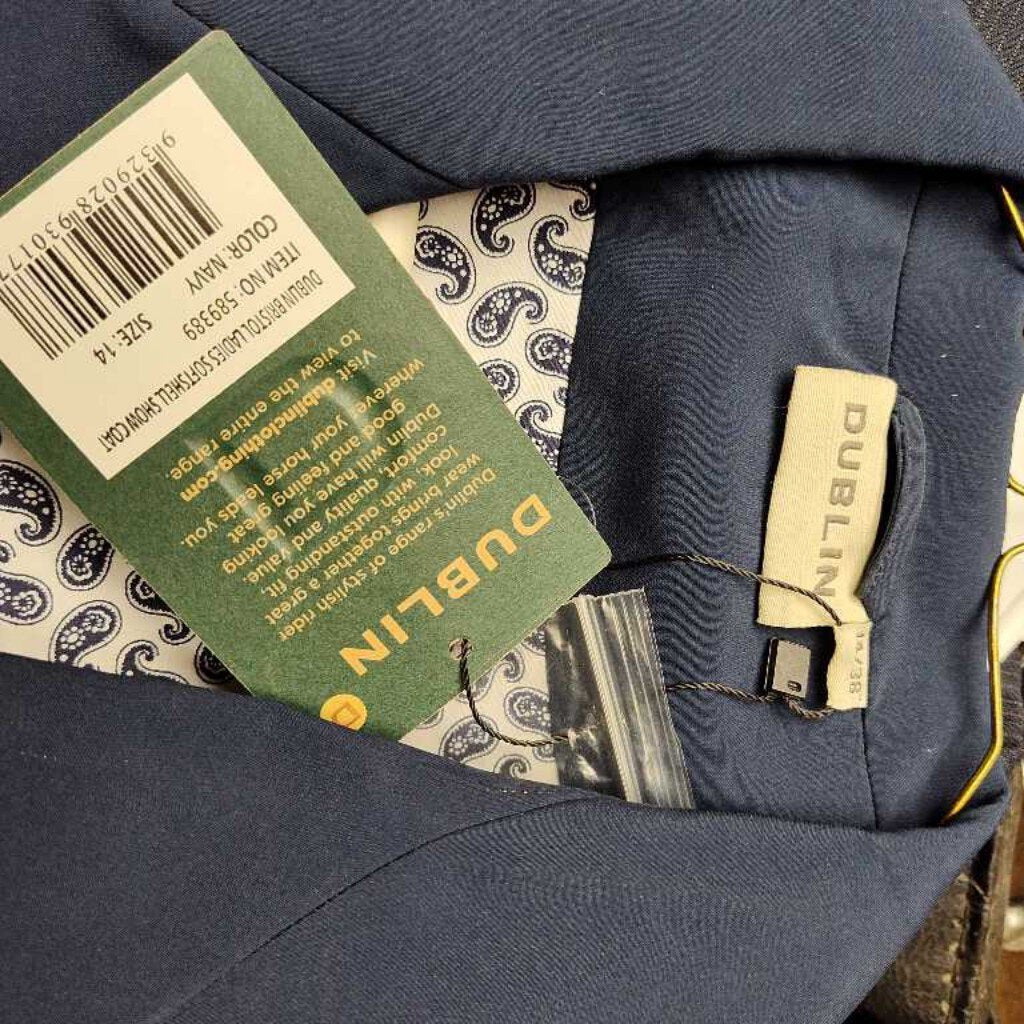 DUBLIN BRISTOL LADIES SOFTSHELL SHOW COAT
ITEM NO: 589389
COLOR: NAVY
SIZE: 14
9329028930177
DUBLIN
Dublin's range of stylish rider
wear brings together a great
look, with outstanding fit,
comfort, quality and value.
Dublin will have you looking
good and feeling great
wherever your horse leads you.
Visit dublinclothing.com
to view the entire range.
DUBLIN